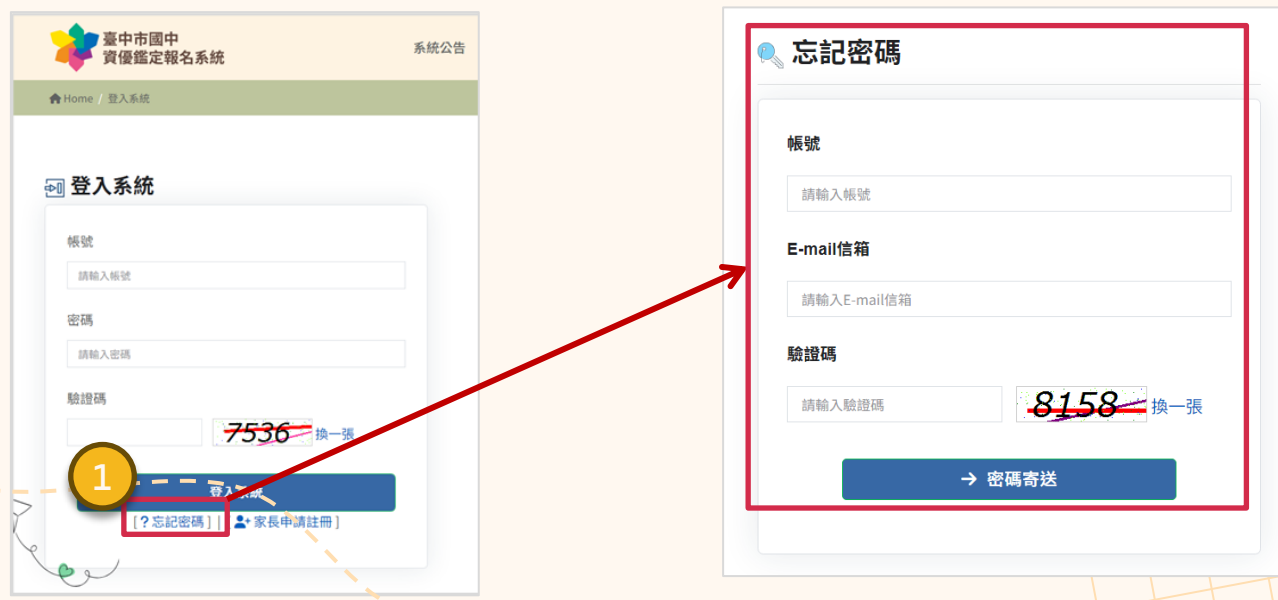 臺中市國中
資優鑑定報名系統
系統公告
Home / 登入系統
登入系統
帳號
請輸入帳號
密碼
請輸入密碼
驗證碼
7536 換一張
1
登入系統
[ ? 忘記密碼 ] | [ 家長申請註冊 ]
忘記密碼
帳號
請輸入帳號
E-mail信箱
請輸入E-mail信箱
驗證碼
請輸入驗證碼 8158 換一張
→ 密碼寄送